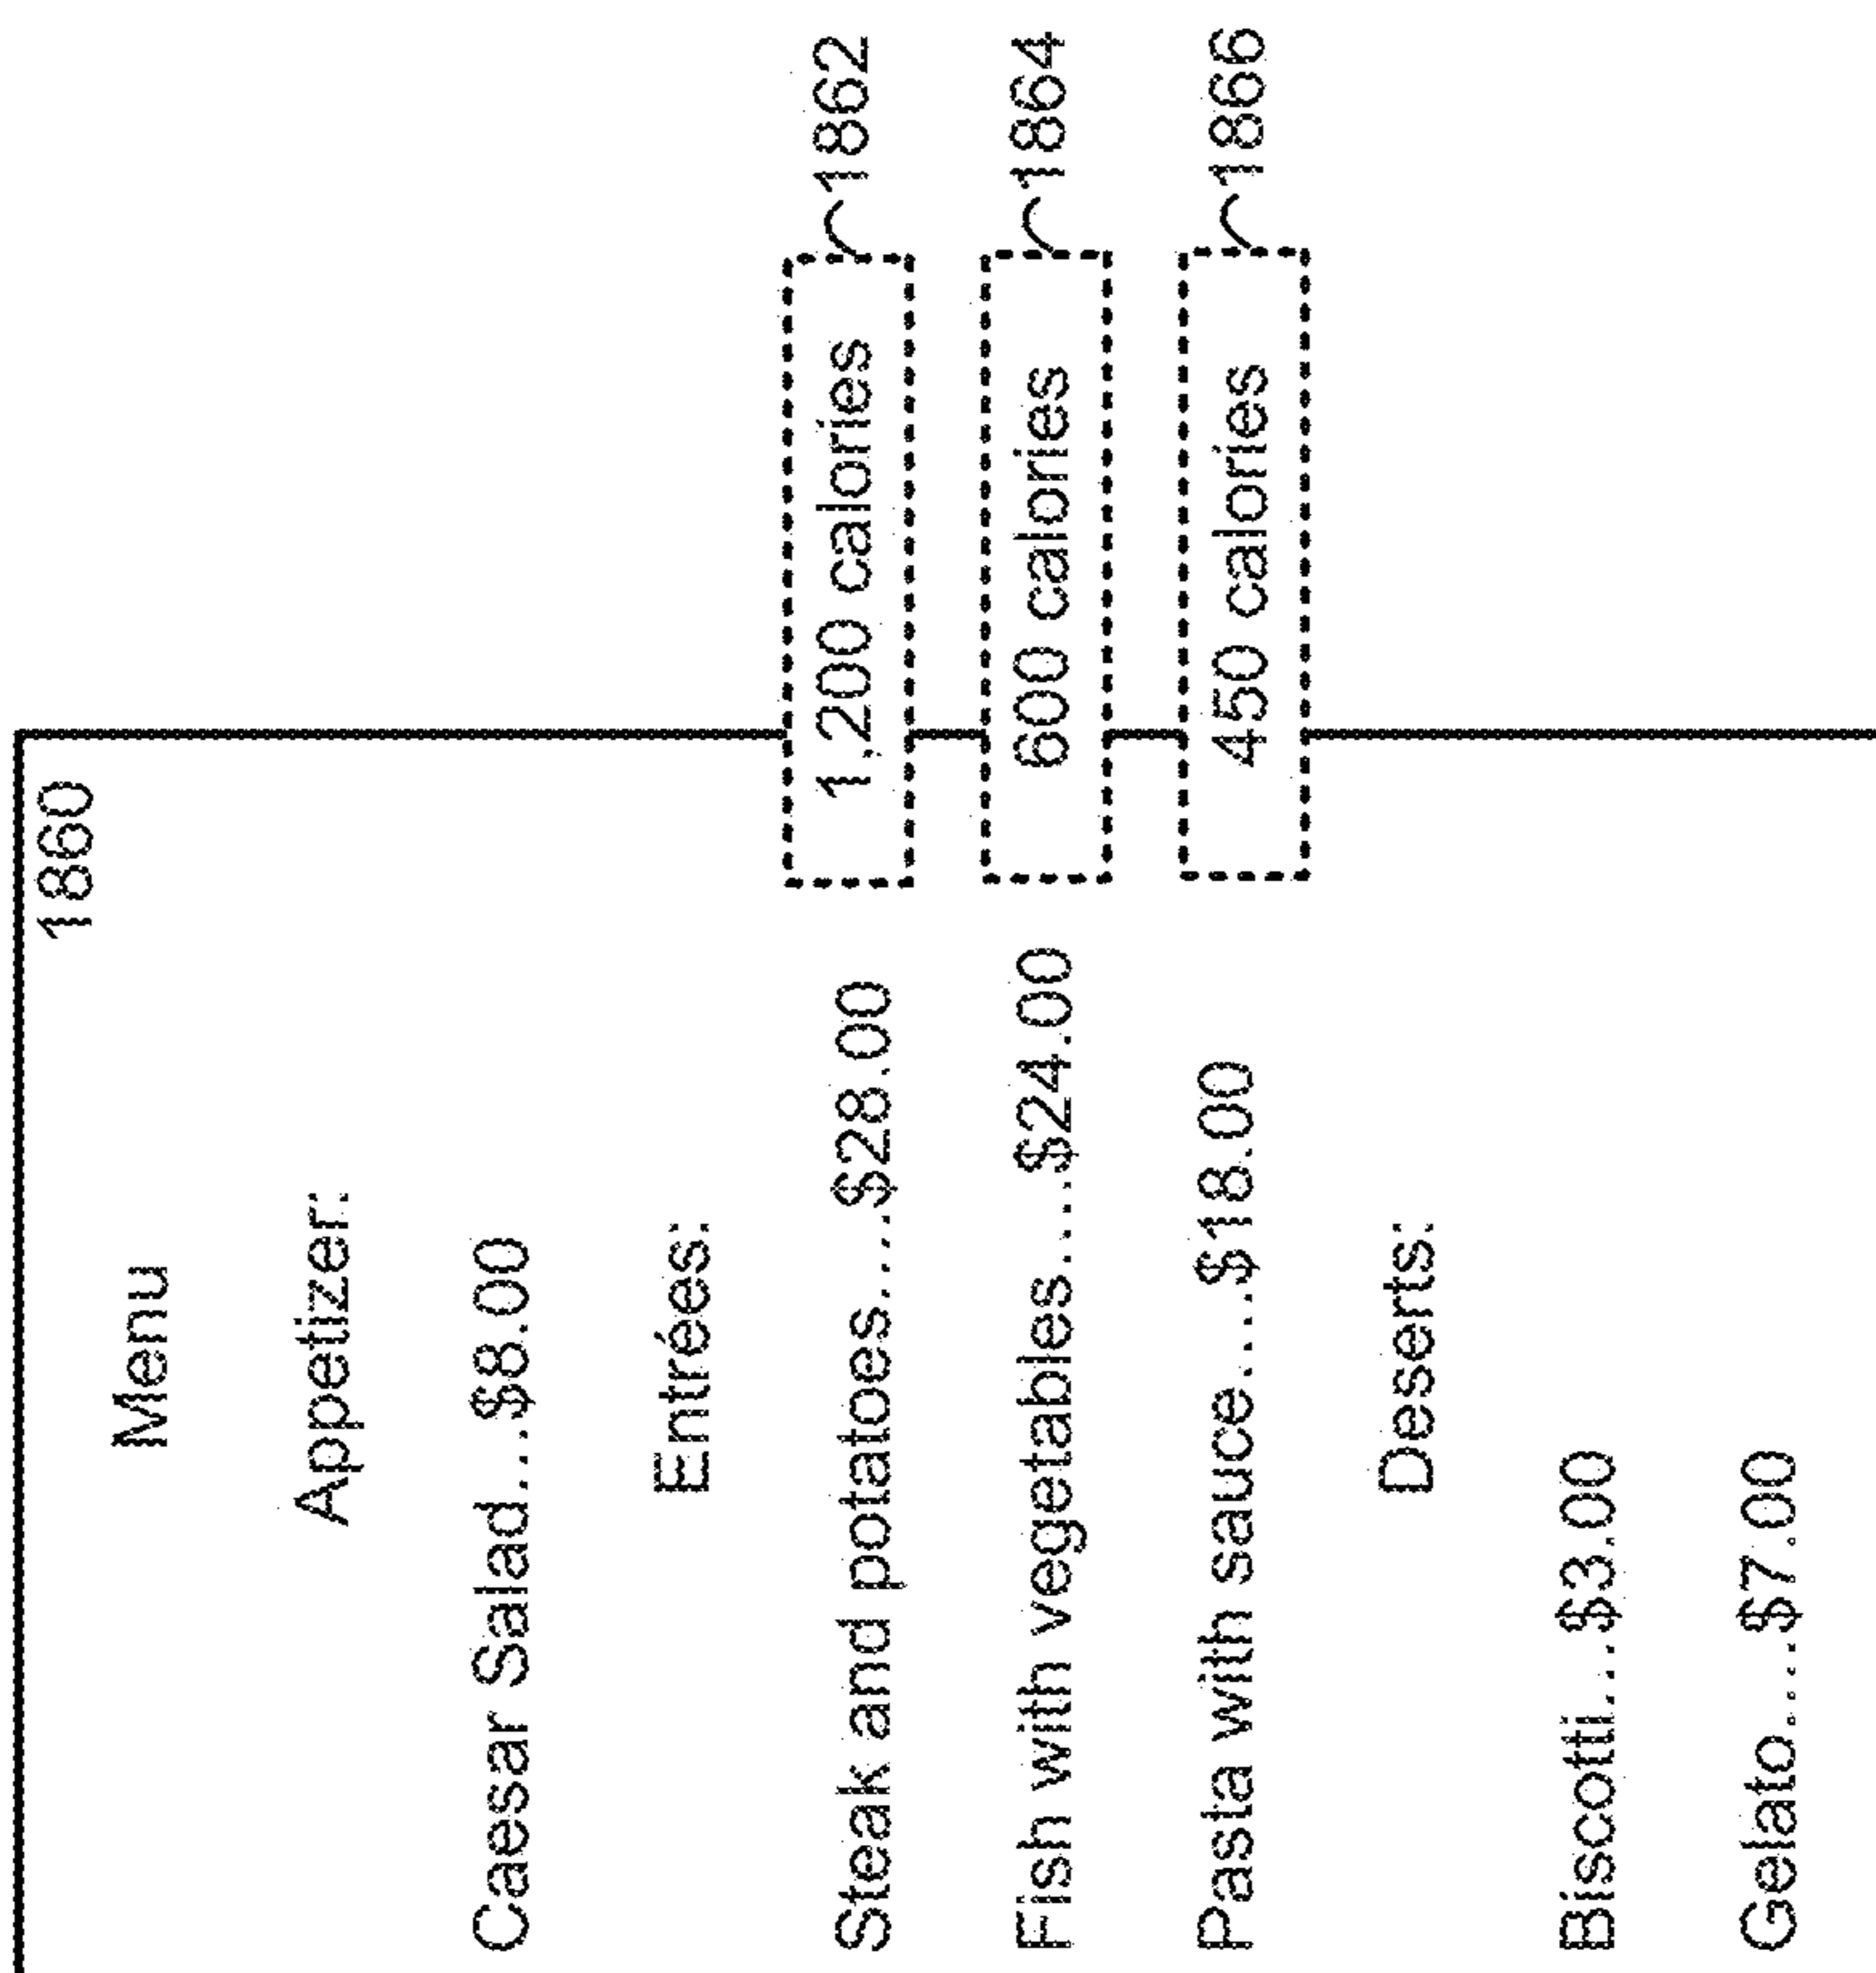 1860
Menu
Appetizer:
Caesar Salad...$8.00
Entrées:
Steak and potatoes....$28.00 1,200 calories 1862
Fish with vegetables....$24.00 600 calories 1864
Pasta with sauce....$18.00 450 calories 1866
Deserts:
Biscotti...$3.00
Gelato.....$7.00